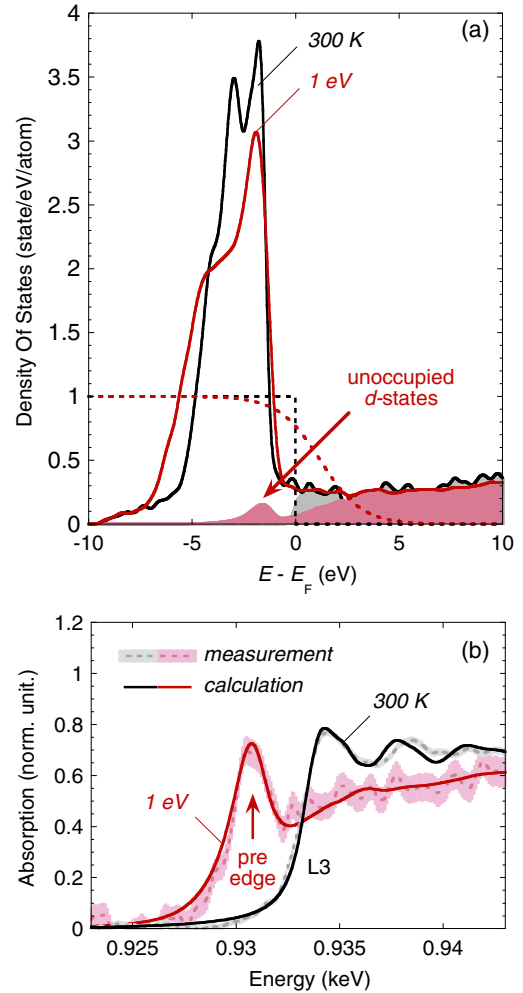 (a)
4
3.5
3
2.5
2
1.5
1
0.5
0
Density Of States (state/eV/atom)
300 K
1 eV
unoccupied
d-states
-10
-5
0
5
10
E - E_F (eV)
(b)
1.2
1
0.8
0.6
0.4
0.2
0
Absorption (norm. unit.)
measurement
calculation
300 K
1 eV
pre
edge
L3
0.925
0.93
0.935
0.94
Energy (keV)